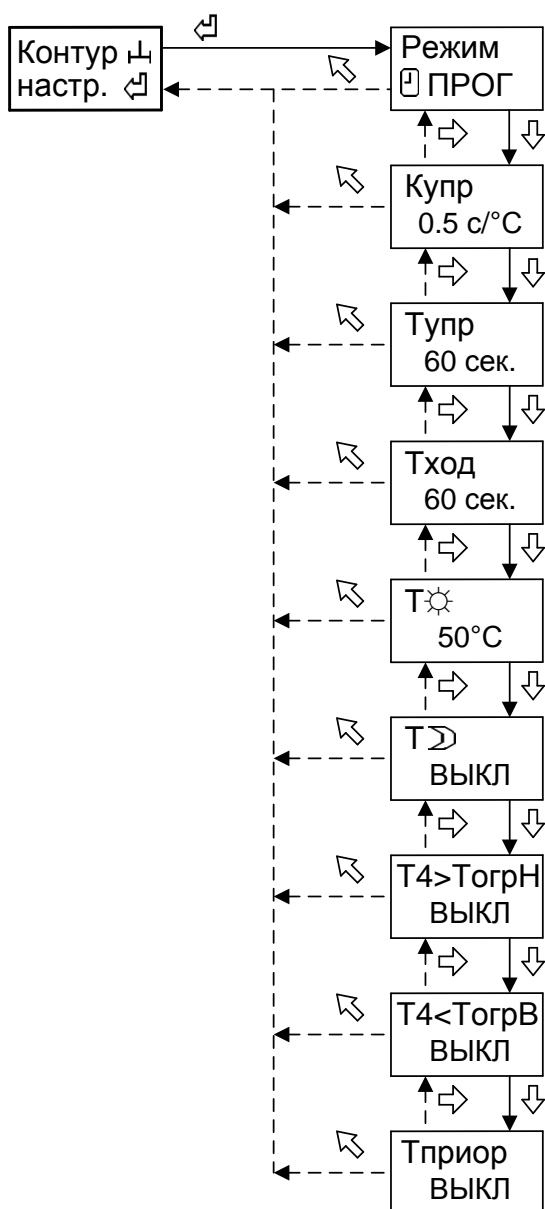 Контур
настр.
Режим
ПРОГ
Купр
0.5 с/°C
Тупр
60 сек.
Тход
60 сек.
Т
50°C
Т
ВЫКЛ
Т4>ТогрН
ВЫКЛ
Т4<ТогрВ
ВЫКЛ
Тприор
ВЫКЛ